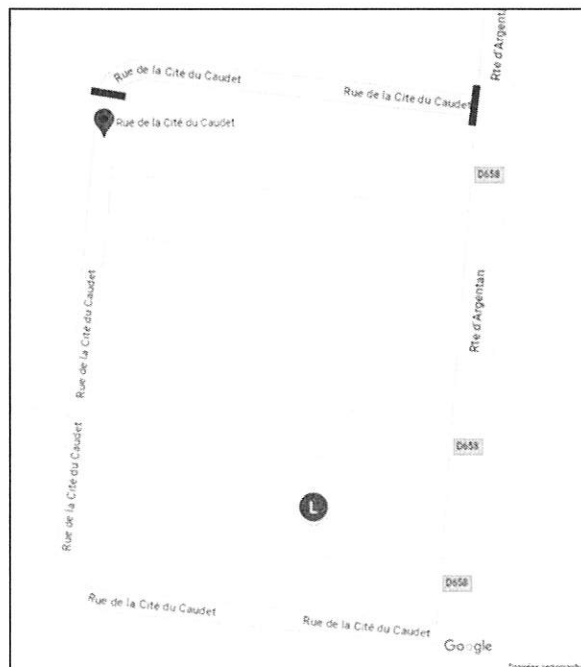 Rte d'Argenta
Rue de la Cité du Caudet
Rue de la Cité du Caudet
Rue de la Cité du Caudet
D658
Rue de la Cité du Caudet
Rte d'Argentan
Rue de la Cité du Caudet
D658
L
D658
Rue de la Cité du Caudet
Rue de la Cité du Caudet
Google